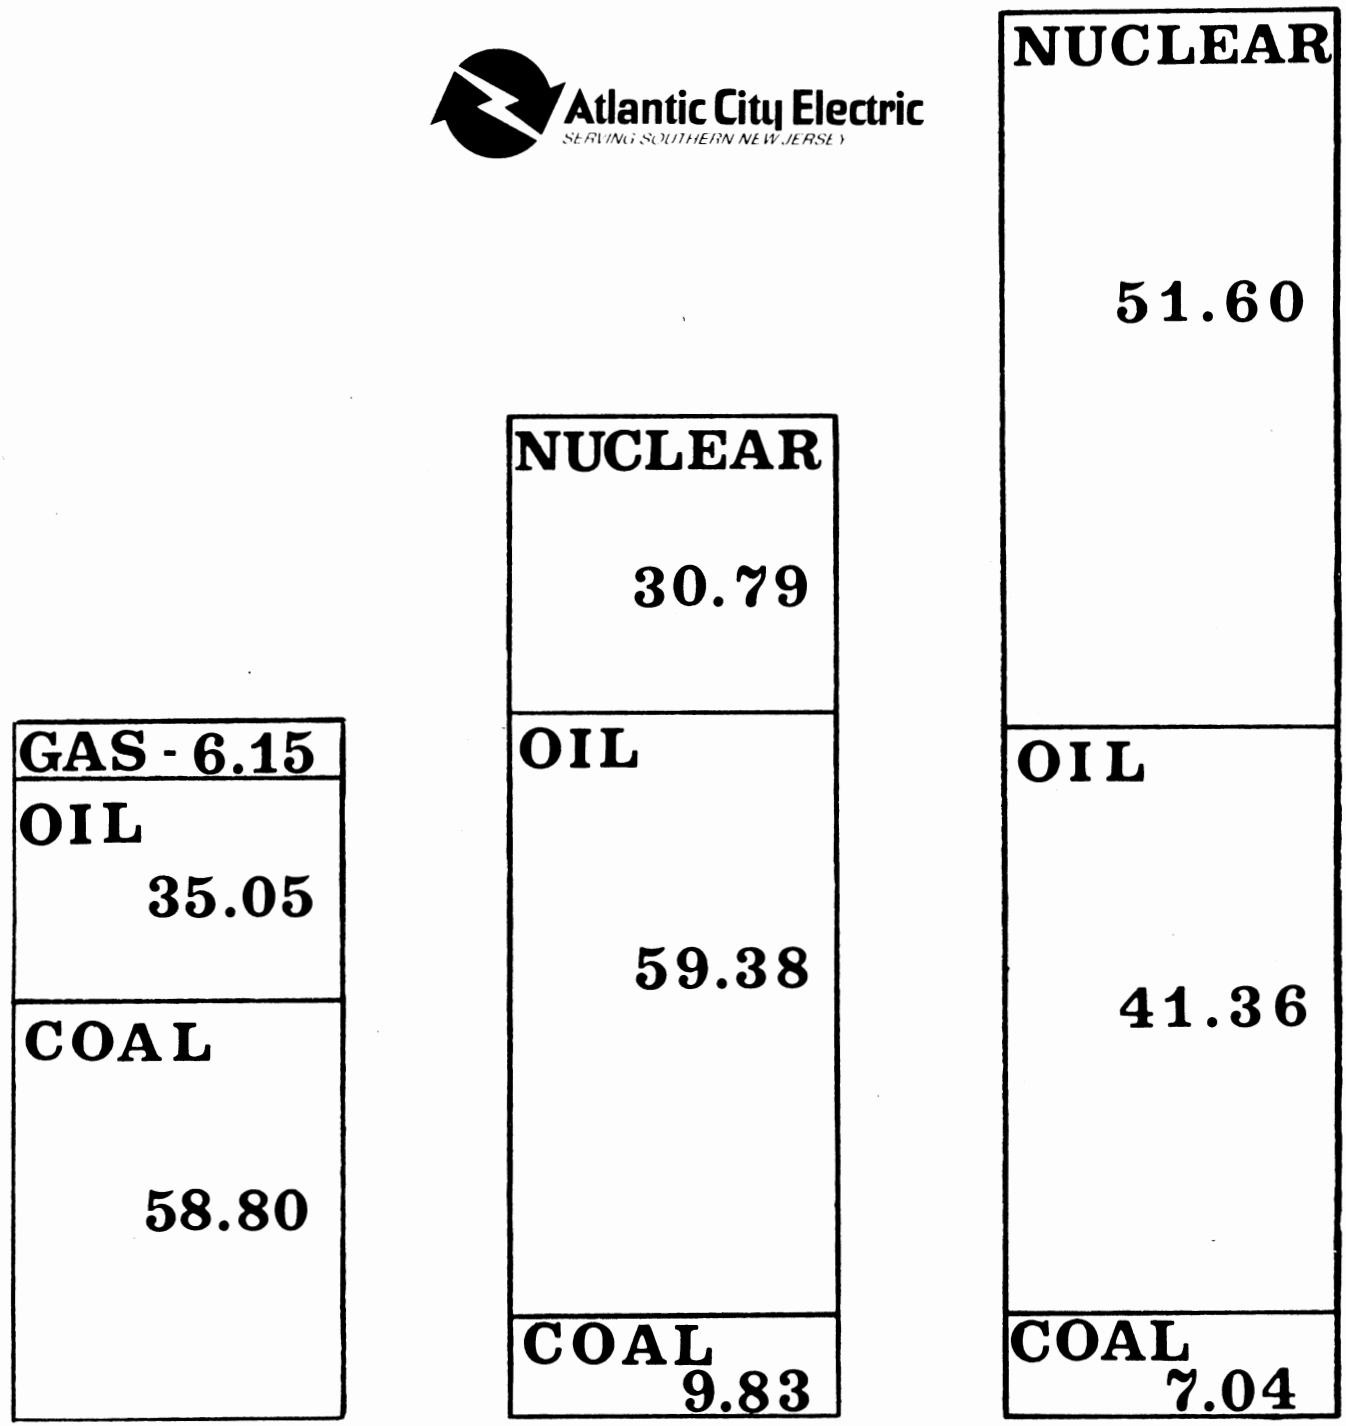 Atlantic City Electric
SERVING SOUTHERN NEW JERSEY
GAS - 6.15
OIL
35.05
COAL
58.80
NUCLEAR
30.79
OIL
59.38
COAL
9.83
NUCLEAR
51.60
OIL
41.36
COAL
7.04